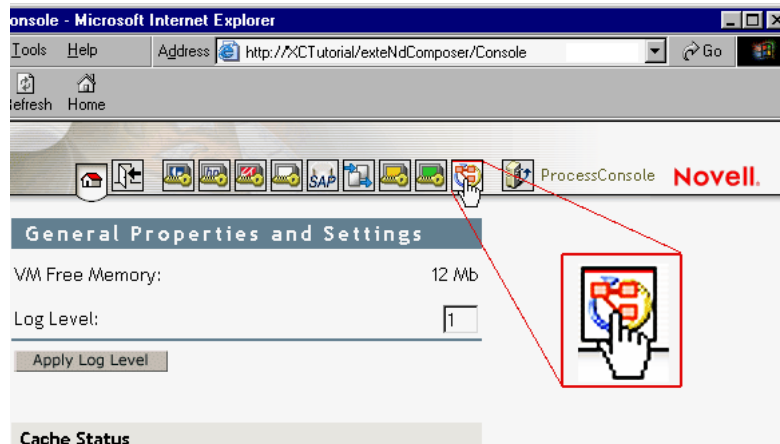 onsole - Microsoft Internet Explorer
Tools Help Address http://XCTutorial/exteNdComposer/Console Go
efresh Home
SAP ProcessConsole Novell.
General Properties and Settings
VM Free Memory: 12 Mb
Log Level: 1
Apply Log Level
Cache Status